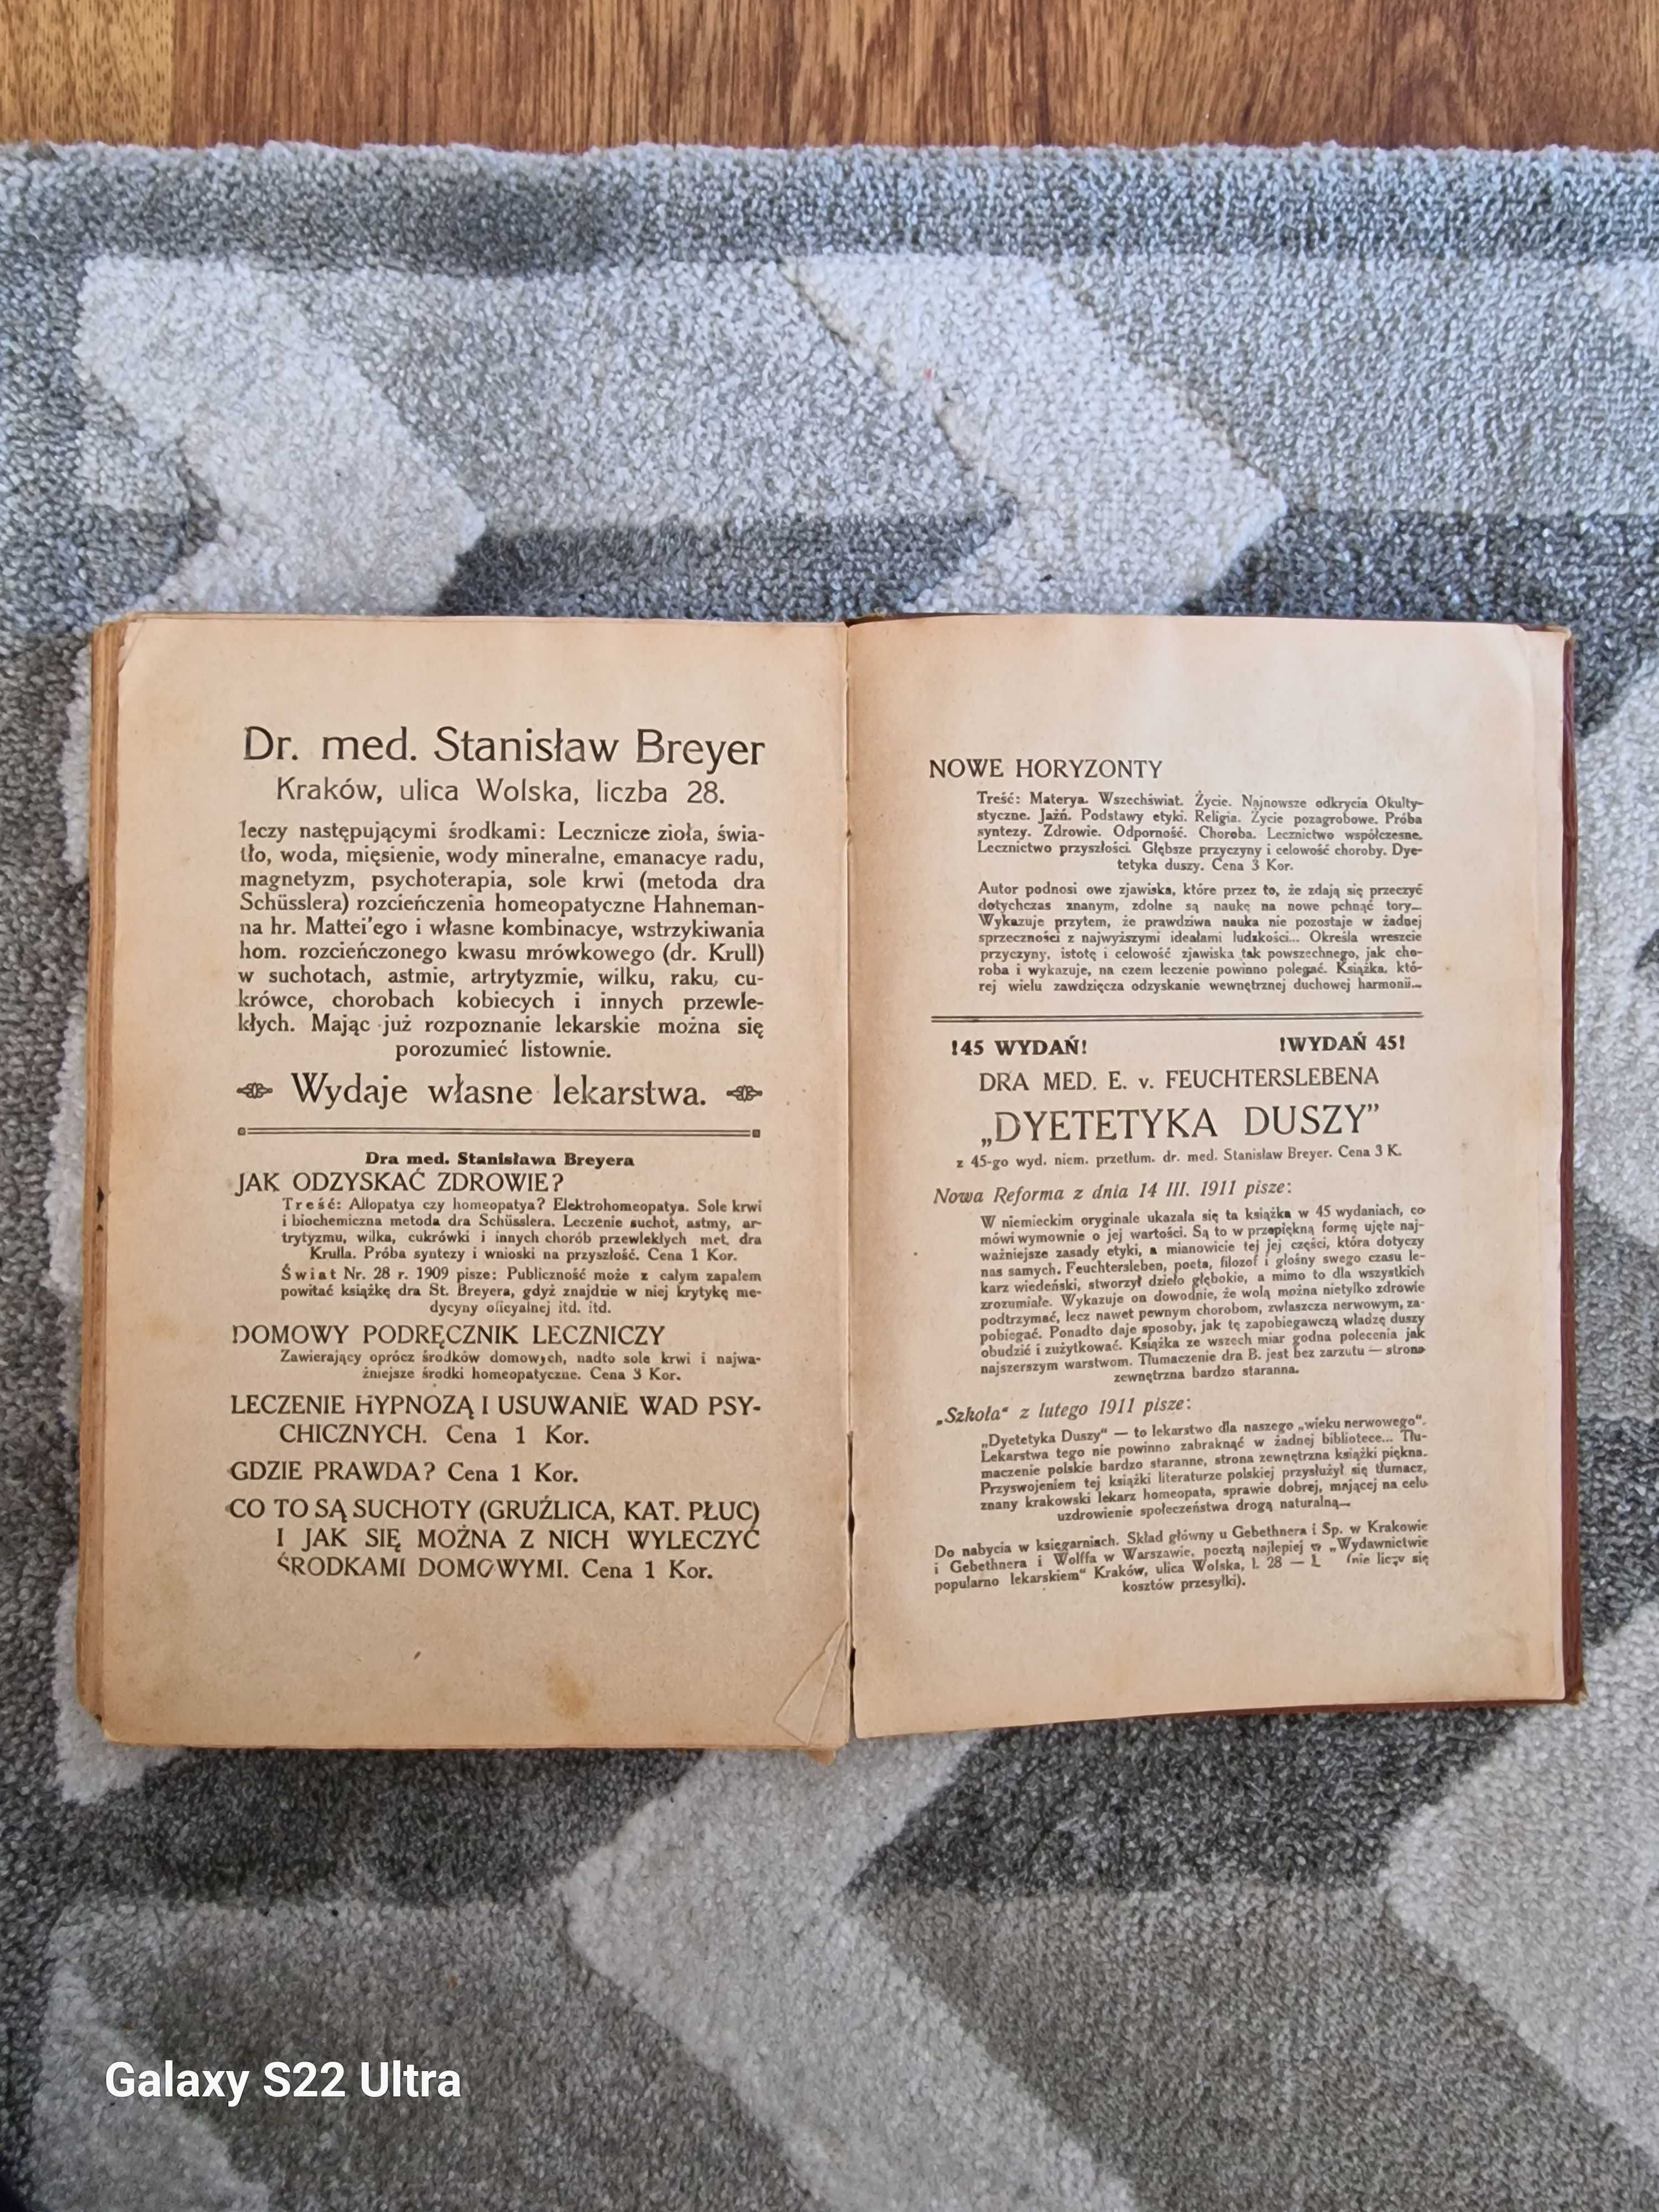 Dr. med. Stanisław Breyer
Kraków, ulica Wolska, liczba 28.
leczy następującymi środkami: Lecznicze zioła, świa-
tło, woda, mięsienie, wody mineralne, emanacye radu,
magnetyzm, psychoterapia, sole krwi (metoda dra
Schüsslera) rozcieńczenia homeopatyczne Hahneman-
na hr. Mattei'ego i własne kombinacye, wstrzykiwania
hom. rozcieńczonego kwasu mrówkowego (dr. Krull)
w suchotach, astmie, artrytyzmie, wilku, raku, cu-
krówce, chorobach kobiecych i innych przewle-
kłych. Mając już rozpoznanie lekarskie można się
porozumieć listownie.
Wydaje własne lekarstwa.
Dra med. Stanisława Breyera
JAK ODZYSKAĆ ZDROWIE?
Treść: Allopatya czy homeopatya? Elektrohomeopatya. Sole krwi
i biochemiczna metoda dra Schüsslera. Leczenie suchot, astmy, ar-
trytyzmu, wilka, cukrówki i innych chorób przewlekłych met. dra
Krulla. Próba syntezy i wnioski na przyszłość. Cena 1 Kor.
Świat Nr. 28 r. 1909 pisze: Publiczność może z całym zapałem
powitać książkę dra St. Breyera, gdyż znajdzie w niej krytykę me-
dycyny oficyalnej itd. itd.
DOMOWY PODRĘCZNIK LECZNICZY
Zawierający oprócz środków domowych, nadto sole krwi i najwa-
żniejsze środki homeopatyczne. Cena 3 Kor.
LECZENIE HYPNOZĄ I USUWANIE WAD PSY-
CHICZNYCH. Cena 1 Kor.
GDZIE PRAWDA? Cena 1 Kor.
CO TO SĄ SUCHOTY (GRUŹLICA, KAT. PŁUC)
I JAK SIĘ MOŻNA Z NICH WYLECZYĆ
ŚRODKAMI DOMOWYMI. Cena 1 Kor.
NOWE HORYZONTY
Treść: Materya. Wszechświat. Życie. Najnowsze odkrycia Okulty-
styczne. Jaźń. Podstawy etyki. Religia. Życie pozagrobowe. Próba
syntezy. Zdrowie. Odporność. Choroba. Lecznictwo współczesne.
Lecznictwo przyszłości. Głębsze przyczyny i celowość choroby. Dye-
tetyka duszy. Cena 3 Kor.
Autor podnosi owe zjawiska, które przez to, że zdają się przeczyć
dotychczas znanym, zdolne są naukę na nowe pchnąć tory...
Wykazuje przytem, że prawdziwa nauka nie pozostaje w żadnej
sprzeczności z najwyższymi ideałami ludzkości... Określa wreszcie
przyczyny, istotę i celowość zjawiska tak powszechnego, jak cho-
roba i wykazuje, na czem leczenie powinno polegać. Książka, któ-
rej wielu zawdzięcza odzyskanie wewnętrznej duchowej harmonii...
!45 WYDAŃ! !WYDAŃ 45!
DRA MED. E. v. FEUCHTERSLEBENA
„DYETETYKA DUSZY”
z 45-go wyd. niem. przetłum. dr. med. Stanisław Breyer. Cena 3 K.
Nowa Reforma z dnia 14 III. 1911 pisze:
W niemieckim oryginale ukazała się ta książka w 45 wydaniach, co
mówi wymownie o jej wartości. Są to w przepiękną formę ujęte naj-
ważniejsze zasady etyki, a mianowicie tej jej części, która dotyczy
nas samych. Feuchtersleben, poeta, filozof i głośny swego czasu le-
karz wiedeński, stworzył dzieło głębokie, a mimo to dla wszystkich
zrozumiałe. Wykazuje on dowodnie, że wolą można nietylko zdrowie
podtrzymać, lecz nawet pewnym chorobom, zwłaszcza nerwowym, za-
pobiegać. Ponadto daje sposoby, jak tę zapobiegawczą władzę duszy
obudzić i zużytkować. Książka ze wszech miar godna polecenia jak
najszerszym warstwom. Tłumaczenie dra B. jest bez zarzutu — strona
zewnętrzna bardzo staranna.
„Szkoła“ z lutego 1911 pisze:
„Dyetetyka Duszy“ — to lekarstwo dla naszego „wieku nerwowego“.
Lekarstwa tego nie powinno zabraknąć w żadnej bibliotece... Tłu-
maczenie polskie bardzo staranne, strona zewnętrzna książki piękna.
Przyswojeniem tej książki literaturze polskiej przysłużył się tłumacz,
znany krakowski lekarz homeopata, sprawie dobrej, mającej na celu
uzdrowienie społeczeństwa drogą naturalną...
Do nabycia w księgarniach. Skład główny u Gebethnera i Sp. w Krakowie
i Gebethnera i Wolffa w Warszawie, pocztą najlepiej w „Wydawnictwie
popularno lekarskiem“ Kraków, ulica Wolska, l. 28 — (nie liczy się
kosztów przesyłki).
Galaxy S22 Ultra